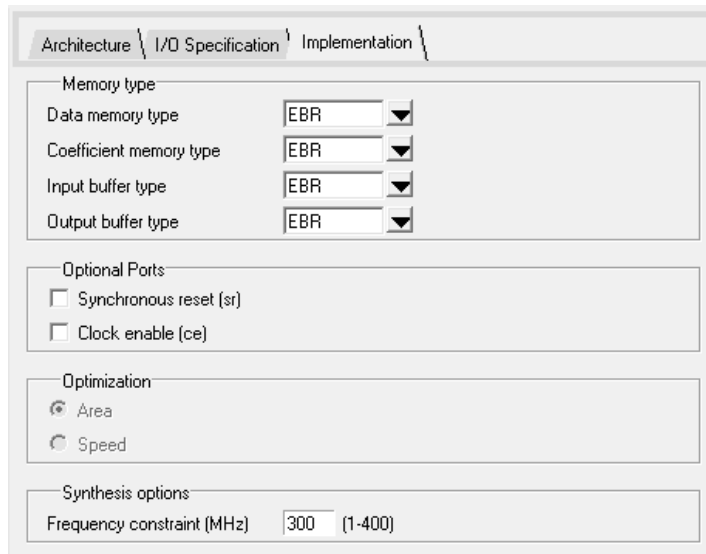 Architecture I/O Specification Implementation
Memory type
Data memory type EBR
Coefficient memory type EBR
Input buffer type EBR
Output buffer type EBR
Optional Ports
Synchronous reset (sr)
Clock enable (ce)
Optimization
Area
Speed
Synthesis options
Frequency constraint (MHz) 300 (1-400)